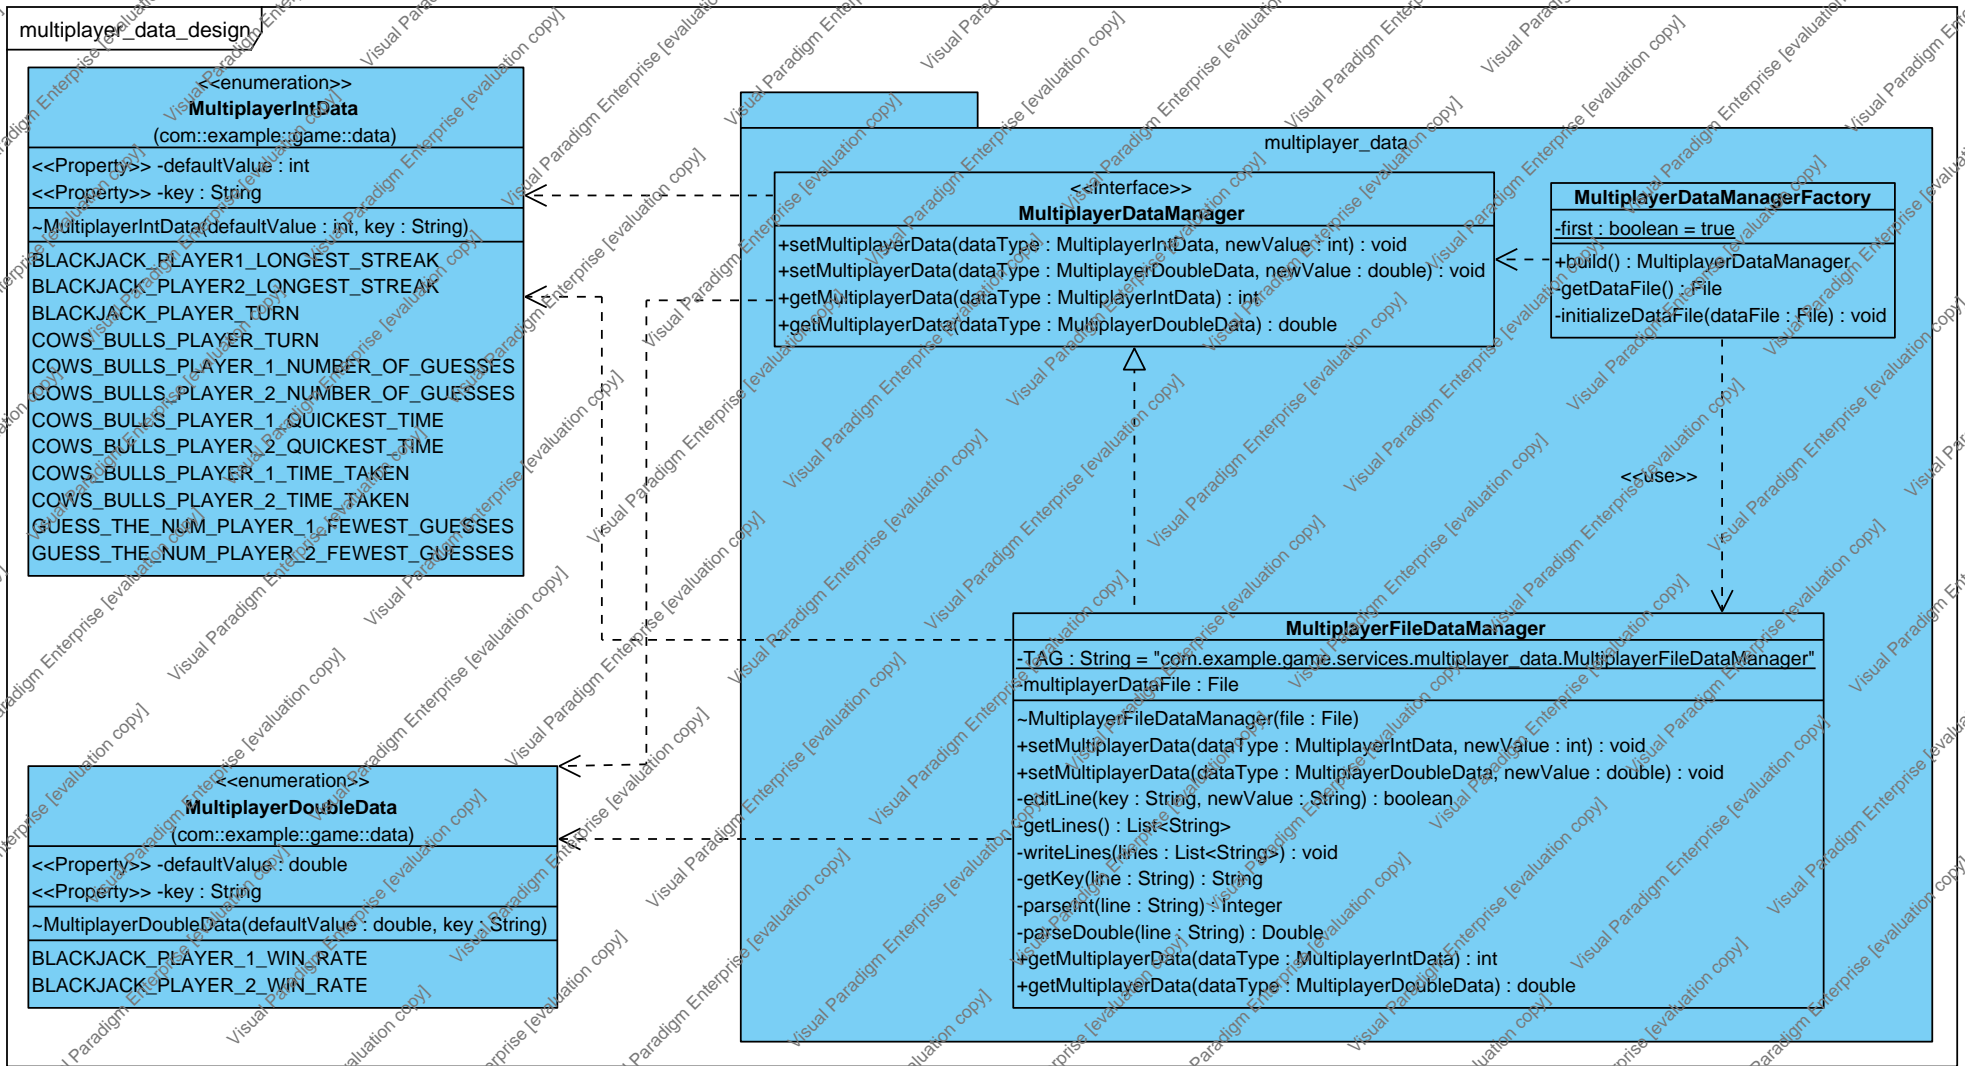 multiplayer_data_design
<<enumeration>>
MultiplayerIntData
(com::example::game::data)
<<Property>> -defaultValue : int
<<Property>> -key : String
~MultiplayerIntData(defaultValue : int, key : String)
BLACKJACK_PLAYER1_LONGEST_STREAK
BLACKJACK_PLAYER2_LONGEST_STREAK
BLACKJACK_PLAYER_TURN
COWS_BULLS_PLAYER_TURN
COWS_BULLS_PLAYER_1_NUMBER_OF_GUESSES
COWS_BULLS_PLAYER_2_NUMBER_OF_GUESSES
COWS_BULLS_PLAYER_1_QUICKEST_TIME
COWS_BULLS_PLAYER_2_QUICKEST_TIME
COWS_BULLS_PLAYER_1_TIME_TAKEN
COWS_BULLS_PLAYER_2_TIME_TAKEN
GUESS_THE_NUM_PLAYER_1_FEWEST_GUESSES
GUESS_THE_NUM_PLAYER_2_FEWEST_GUESSES
<<enumeration>>
MultiplayerDoubleData
(com::example::game::data)
<<Property>> -defaultValue : double
<<Property>> -key : String
~MultiplayerDoubleData(defaultValue : double, key : String)
BLACKJACK_PLAYER_1_WIN_RATE
BLACKJACK_PLAYER_2_WIN_RATE
multiplayer_data
<<Interface>>
MultiplayerDataManager
+setMultiplayerData(dataType : MultiplayerIntData, newValue : int) : void
+setMultiplayerData(dataType : MultiplayerDoubleData, newValue : double) : void
+getMultiplayerData(dataType : MultiplayerIntData) : int
+getMultiplayerData(dataType : MultiplayerDoubleData) : double
MultiplayerDataManagerFactory
-first : boolean = true
+build() : MultiplayerDataManager
-getDataFile() : File
-initializeDataFile(dataFile : File) : void
<<use>>
MultiplayerFileDataManager
-TAG : String = "com.example.game.services.multiplayer_data.MultiplayerFileDataManager"
-multiplayerDataFile : File
~MultiplayerFileDataManager(file : File)
+setMultiplayerData(dataType : MultiplayerIntData, newValue : int) : void
+setMultiplayerData(dataType : MultiplayerDoubleData, newValue : double) : void
-editLine(key : String, newValue : String) : boolean
-getLines() : List<String>
-writeLines(lines : List<String>) : void
-getKey(line : String) : String
-parseInt(line : String) : Integer
-parseDouble(line : String) : Double
+getMultiplayerData(dataType : MultiplayerIntData) : int
+getMultiplayerData(dataType : MultiplayerDoubleData) : double
Visual Paradigm Enterprise [evaluation copy]